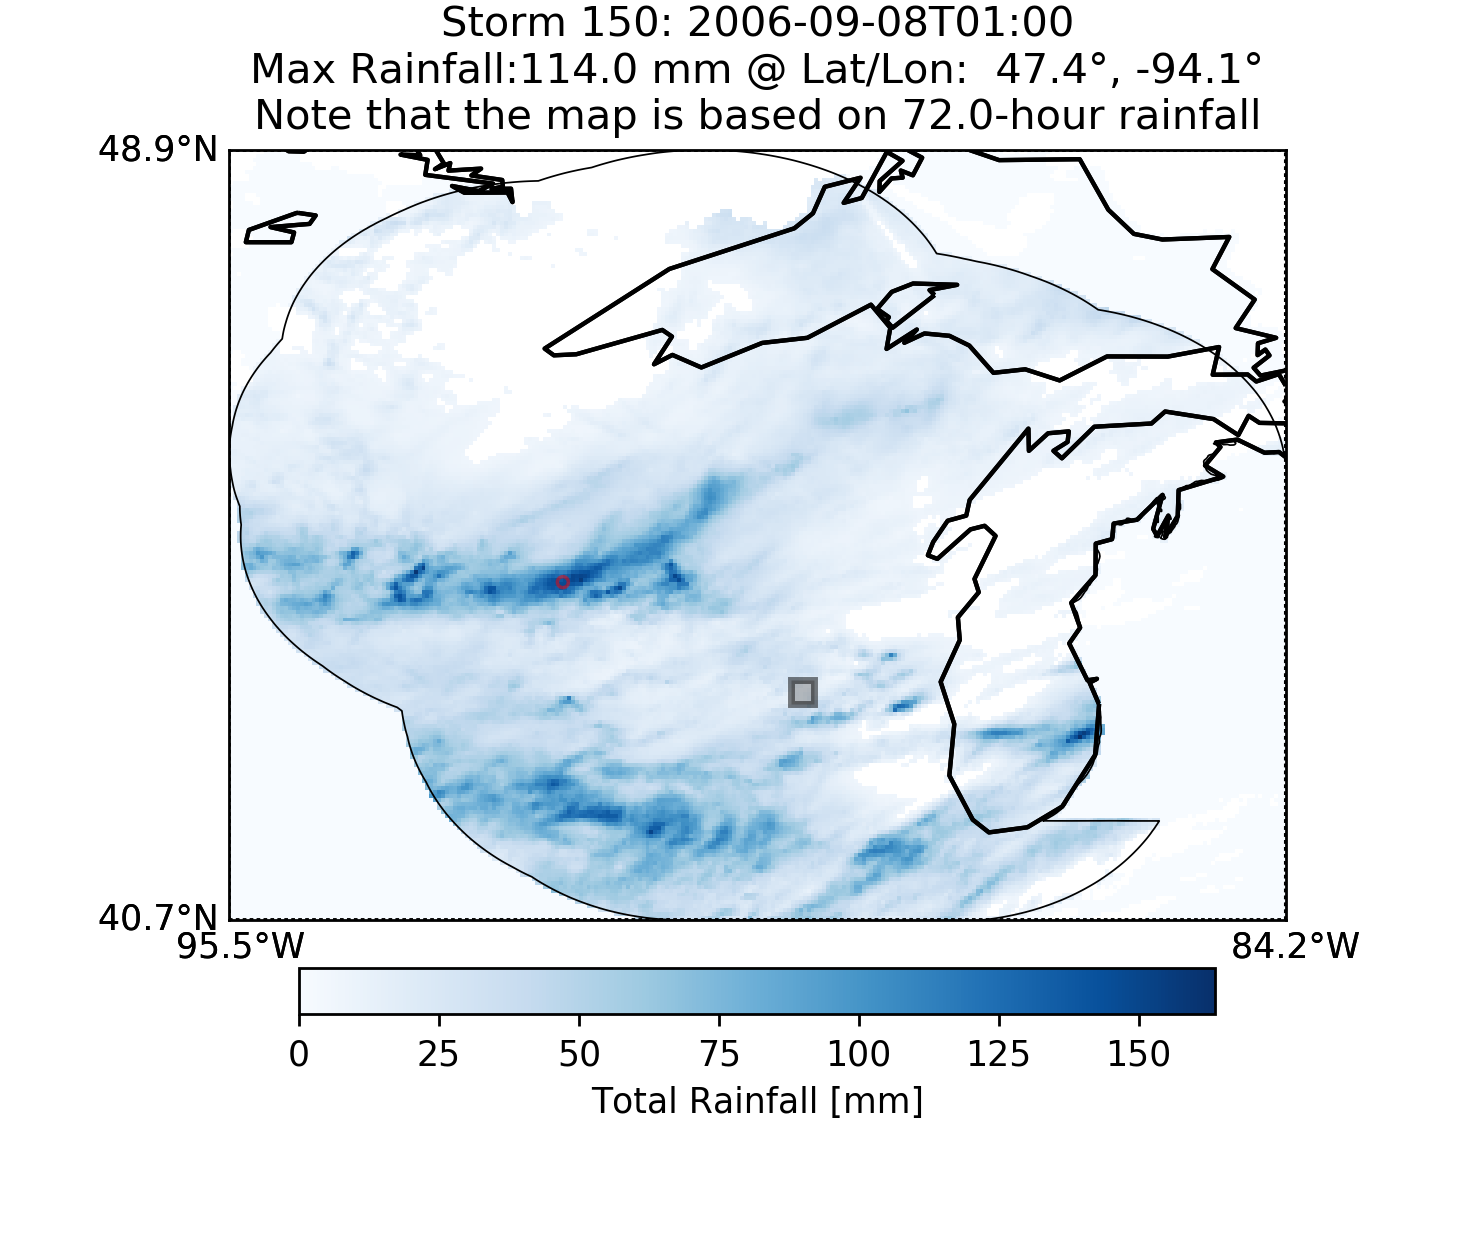 Storm 150: 2006-09-08T01:00
Max Rainfall:114.0 mm @ Lat/Lon:  47.4°, -94.1°
Note that the map is based on 72.0-hour rainfall
48.9°N
40.7°N
95.5°W 84.2°W
0 25 50 75 100 125 150
Total Rainfall [mm]